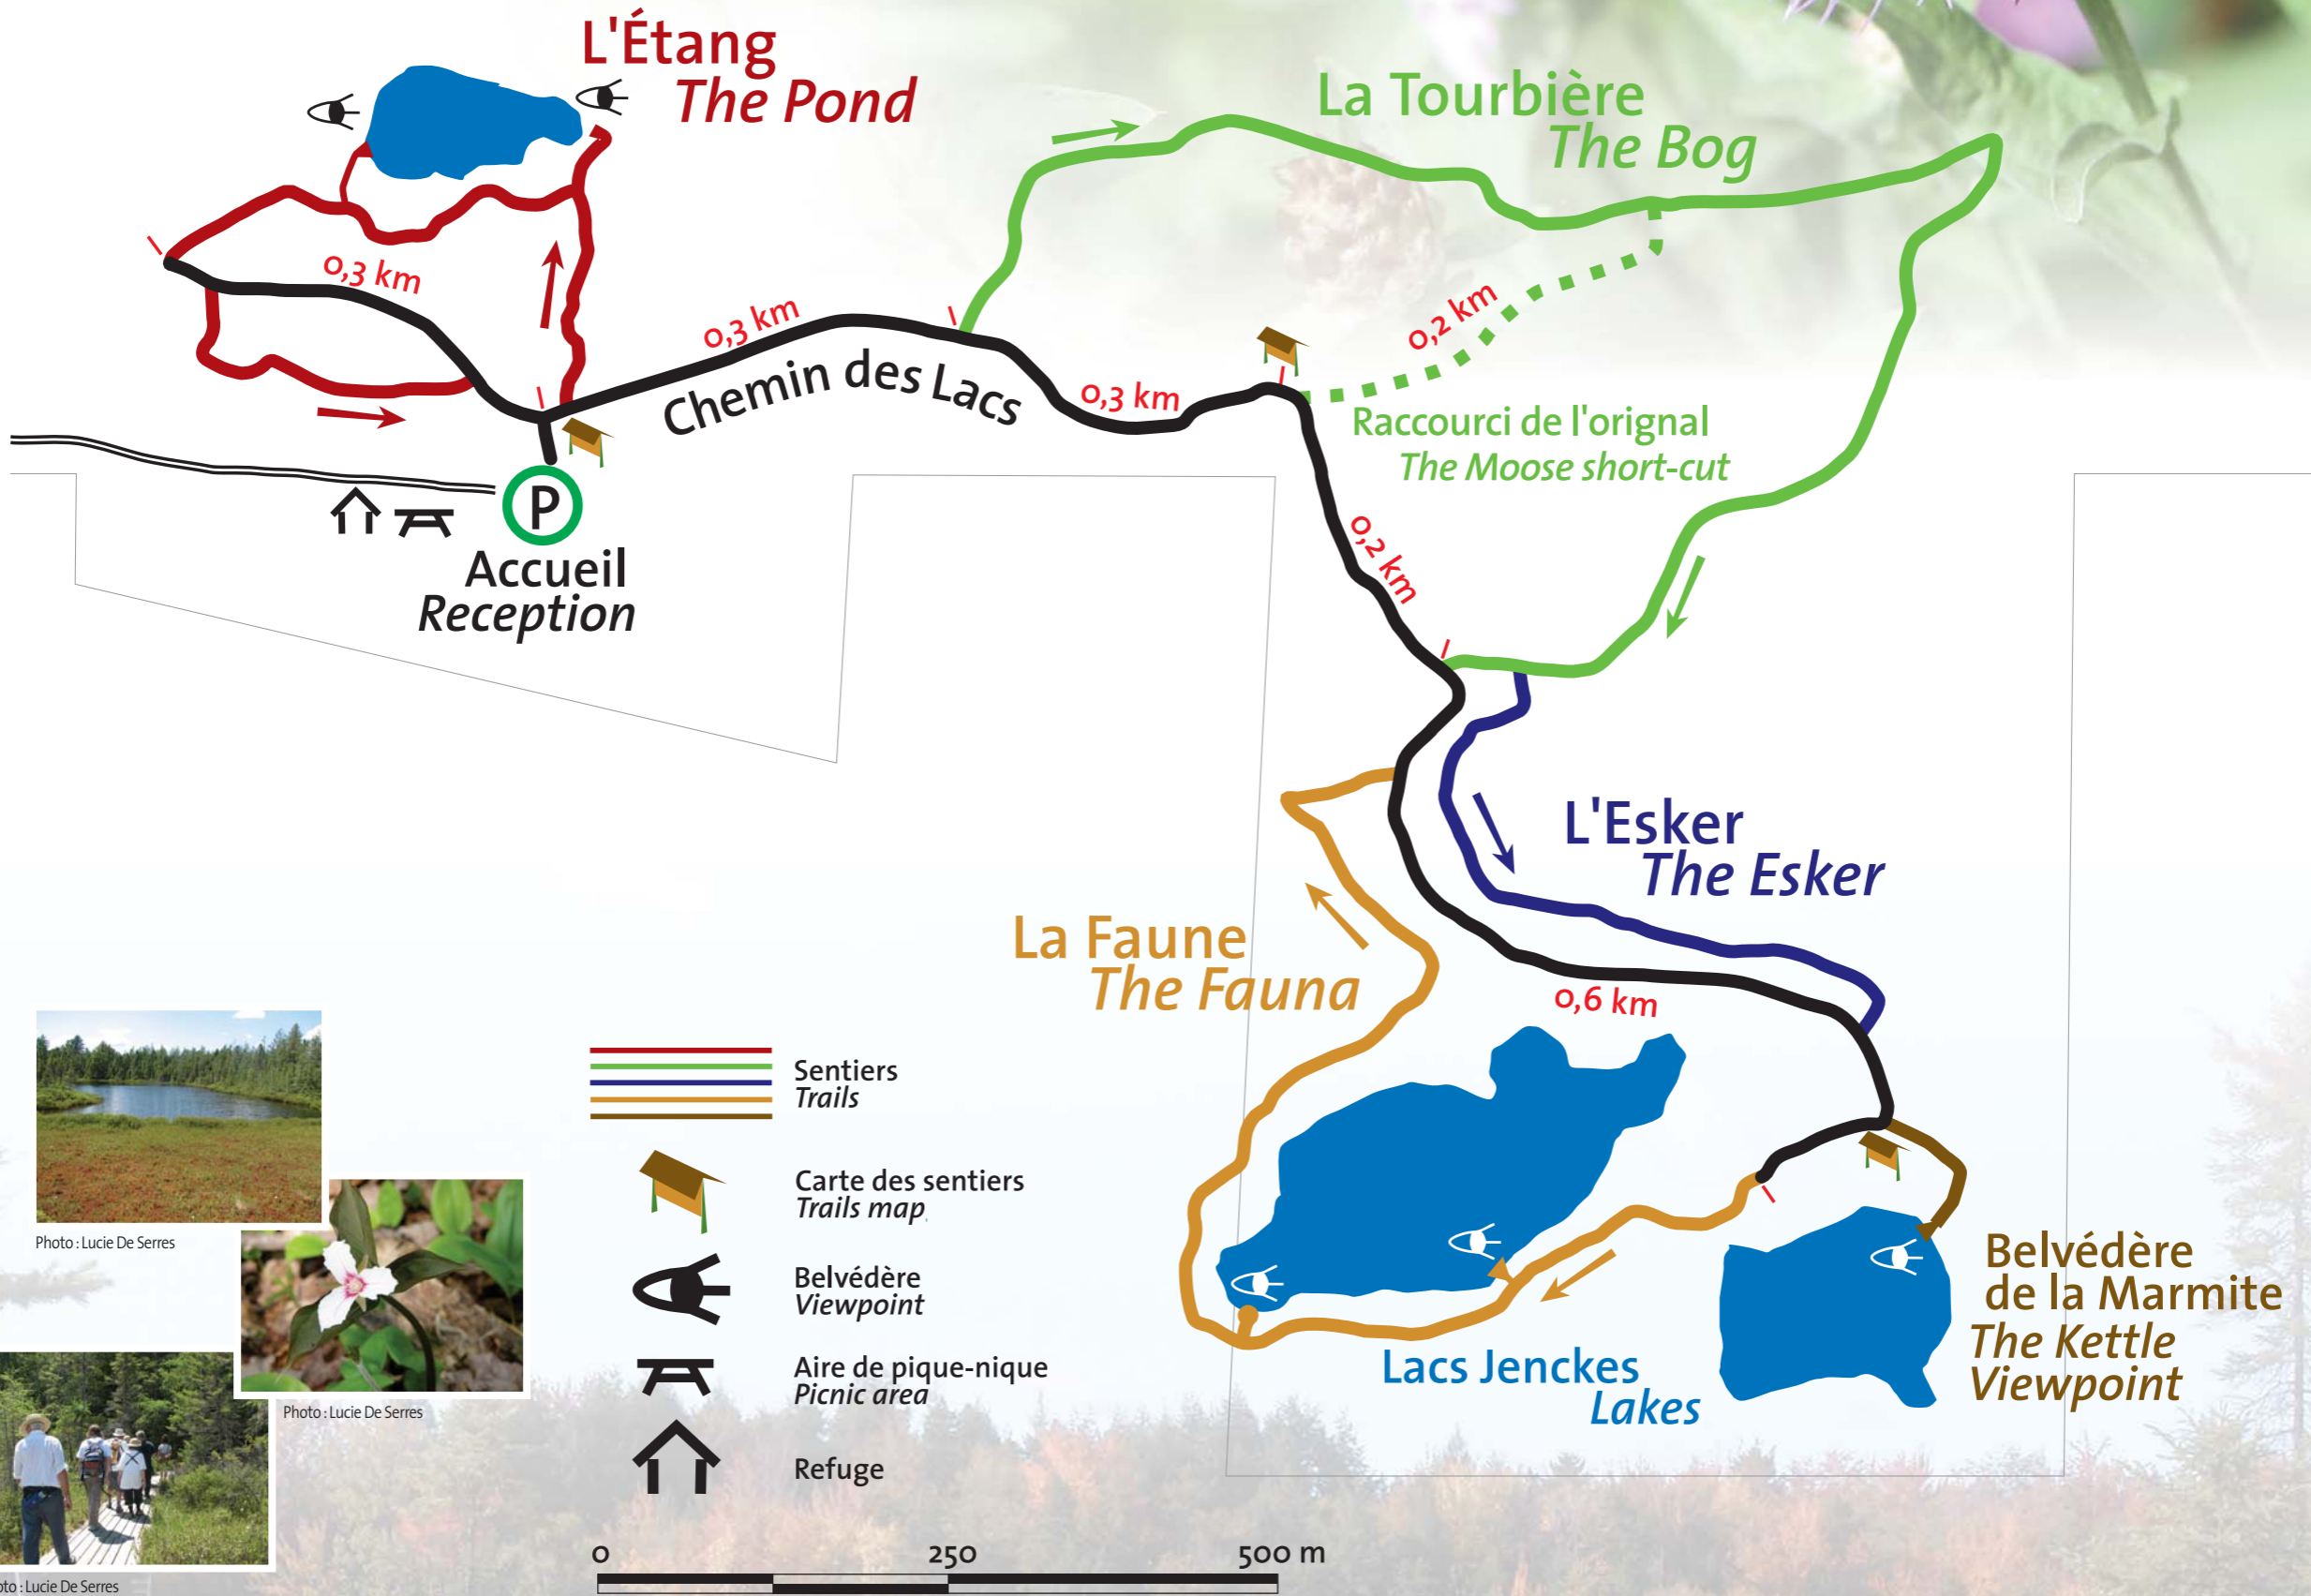 L'Étang
The Pond
La Tourbière
The Bog
0,3 km
0,3 km
Chemin des Lacs
0,3 km
0,2 km
Raccourci de l'orignal
The Moose short-cut
P
Accueil
Reception
0,2 km
L'Esker
The Esker
La Faune
The Fauna
0,6 km
Lacs Jenckes
Lakes
Belvédère
de la Marmite
The Kettle
Viewpoint
Photo : Lucie De Serres
Photo : Lucie De Serres
oto : Lucie De Serres
Sentiers
Trails
Carte des sentiers
Trails map
Belvédère
Viewpoint
Aire de pique-nique
Picnic area
Refuge
0 250 500 m